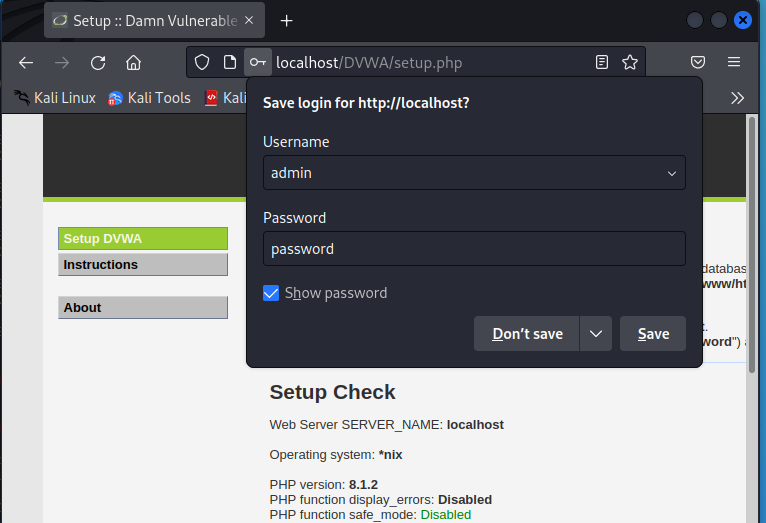 Setup :: Damn Vulnerable
localhost/DVWA/setup.php
Kali Linux
Kali Tools
Kali
Save login for http://localhost?
Username
admin
Password
password
Show password
Don't save
Save
Setup DVWA
Instructions
About
databas
www/ht
t.
word") a
Setup Check
Web Server SERVER_NAME: localhost
Operating system: *nix
PHP version: 8.1.2
PHP function display_errors: Disabled
PHP function safe_mode: Disabled